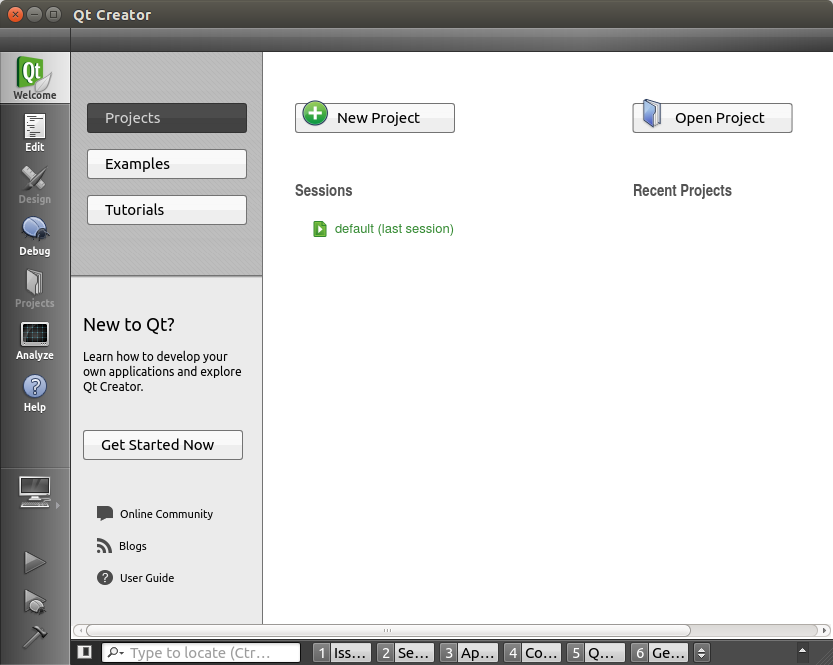 Qt Creator
Qt
Welcome
Edit
Design
Debug
Projects
Analyze
? Help
Projects
Examples
Tutorials
New to Qt?
Learn how to develop your
own applications and explore
Qt Creator.
Get Started Now
Online Community
Blogs
? User Guide
New Project
Open Project
Sessions
Recent Projects
default (last session)
Type to locate (Ctr...
1 Iss...
2 Se...
3 Ap...
4 Co...
5 Q...
6 Ge...